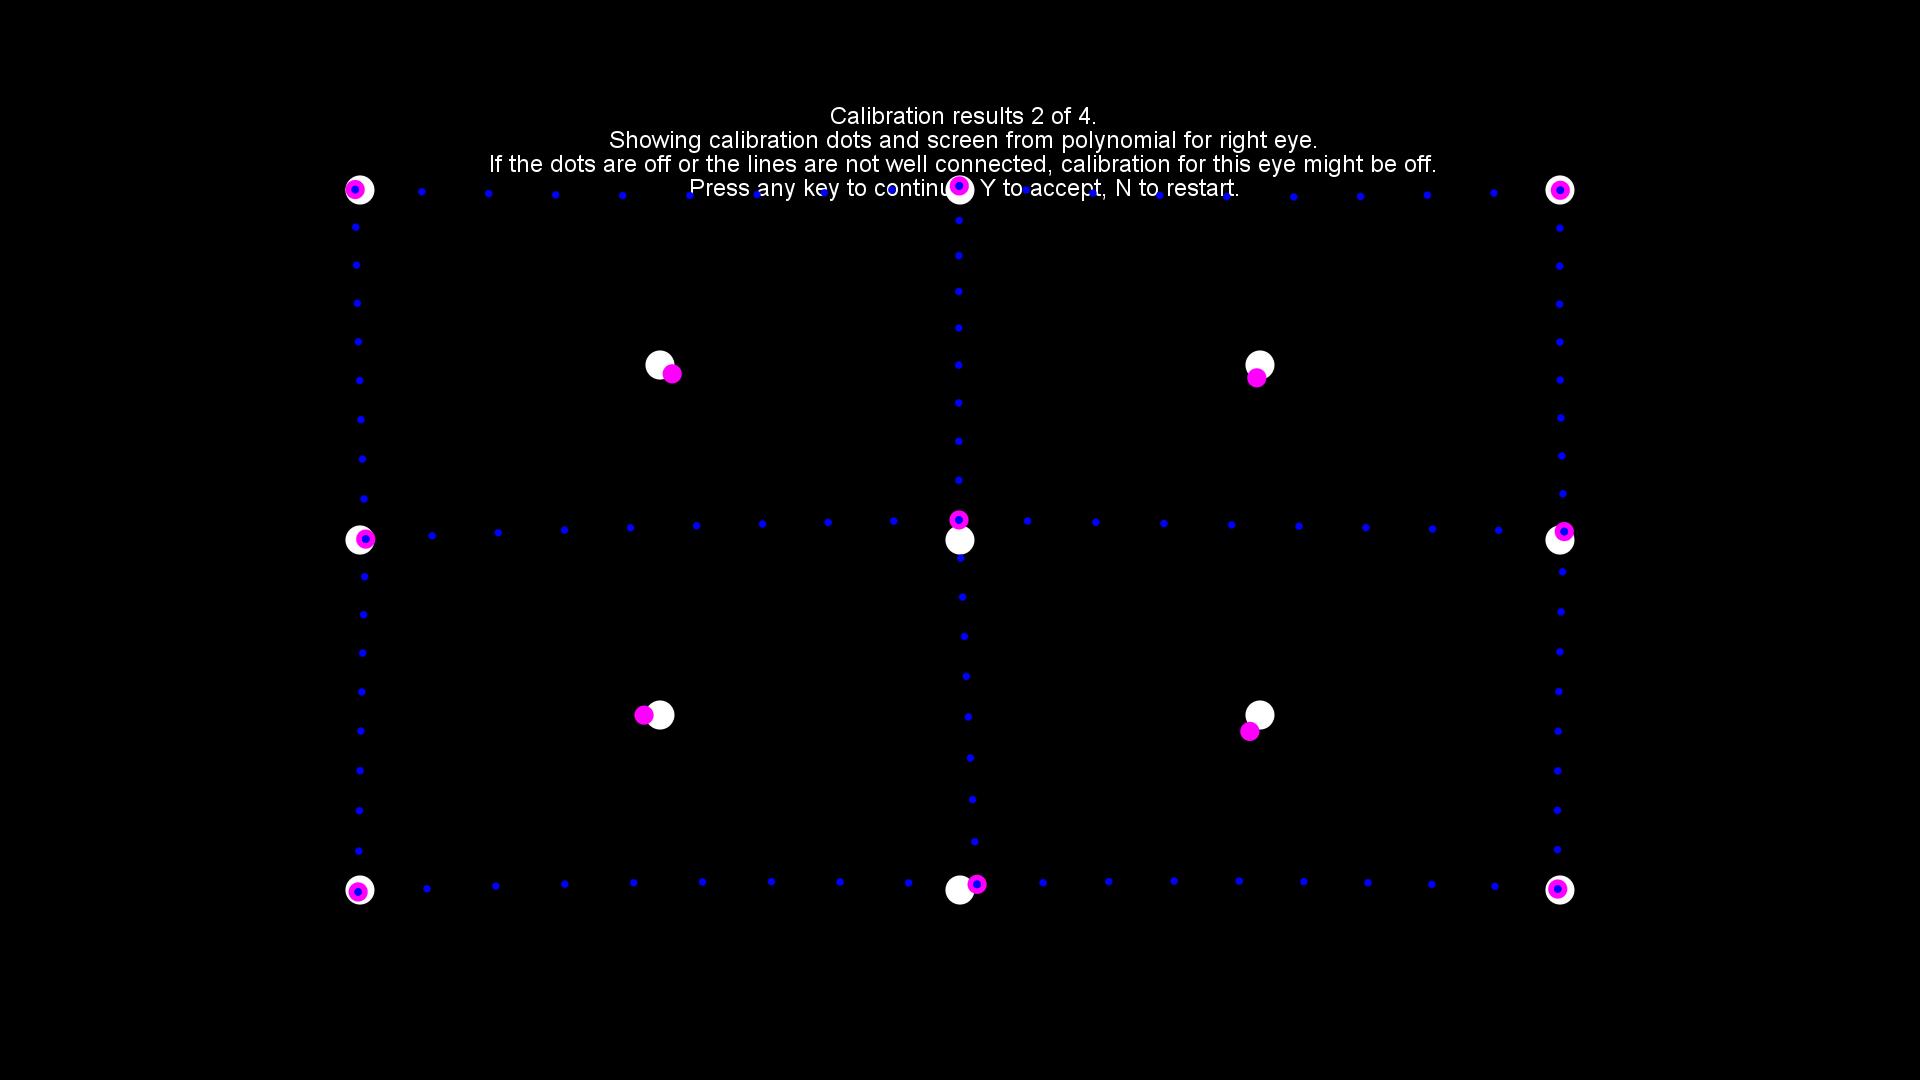 Calibration results 2 of 4.
Showing calibration dots and screen from polynomial for right eye.
If the dots are off or the lines are not well connected, calibration for this eye might be off.
Press any key to continue, Y to accept, N to restart.